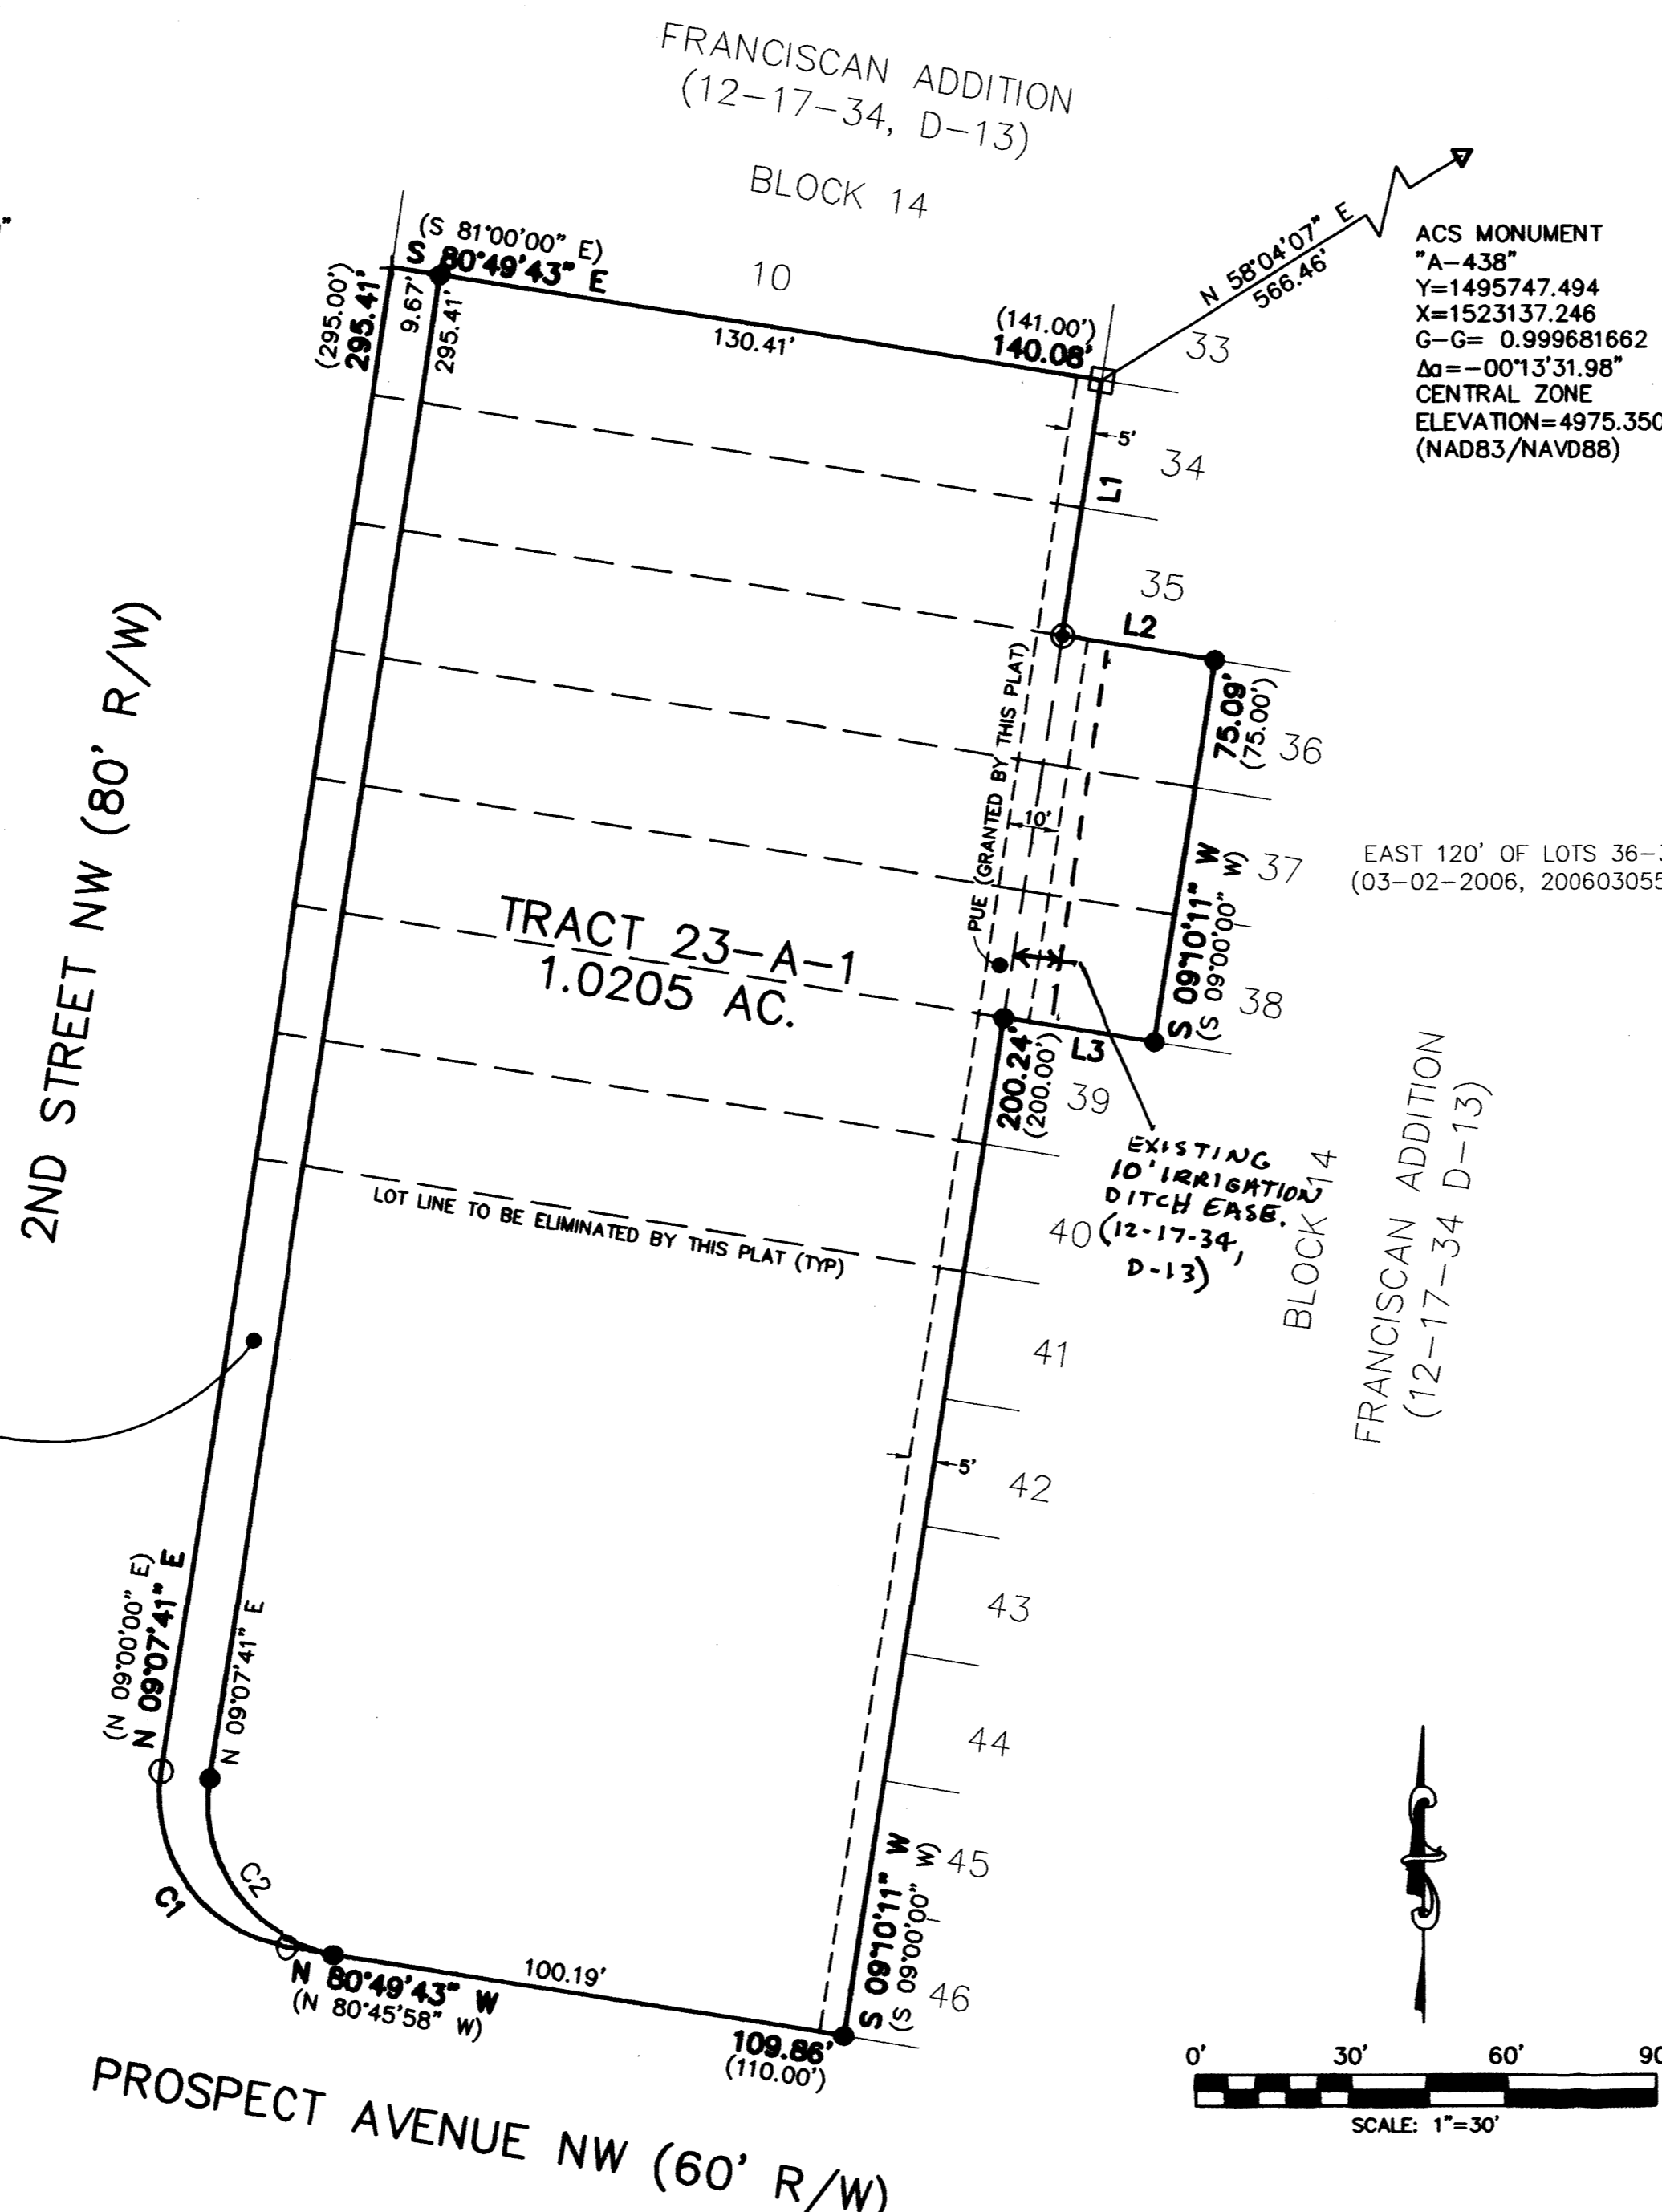 FRANCISCAN ADDITION
(12-17-34, D-13)
BLOCK 14
10
(S 81°00'00" E)
S 80°49'43" E
130.41'
(141.00')
140.08'
N 58°04'07" E
566.46'
ACS MONUMENT
"A-438"
Y=1495747.494
X=1523137.246
G-G= 0.999681662
Δα=-00°13'31.98"
CENTRAL ZONE
ELEVATION=4975.350
(NAD83/NAVD88)
(295.00')
295.41'
9.67'
295.41'
33
5'
34
L1
35
L2
75.09'
(75.00')
36
37
38
S 09°10'11" W
(S 09°00'00" W)
EAST 120' OF LOTS 36-3
(03-02-2006, 200603055
PUE (GRANTED BY THIS PLAT)
10'
TRACT 23-A-1
1.0205 AC.
2ND STREET NW (80' R/W)
L3
200.24'
(200.00')
39
EXISTING
10' IRRIGATION
DITCH EASE.
(12-17-34,
D-13)
40
BLOCK 14
FRANCISCAN ADDITION
(12-17-34 D-13)
LOT LINE TO BE ELIMINATED BY THIS PLAT (TYP)
41
5'
42
43
44
45
46
(N 09°00'00" E)
N 09°07'41" E
N 09°07'41" E
C1
C2
S 09°10'11" W
(S 09°00'00" W)
N 80°49'43" W
(N 80°45'58" W)
100.19'
109.86'
(110.00')
PROSPECT AVENUE NW (60' R/W)
0' 30' 60' 90
SCALE: 1"=30'